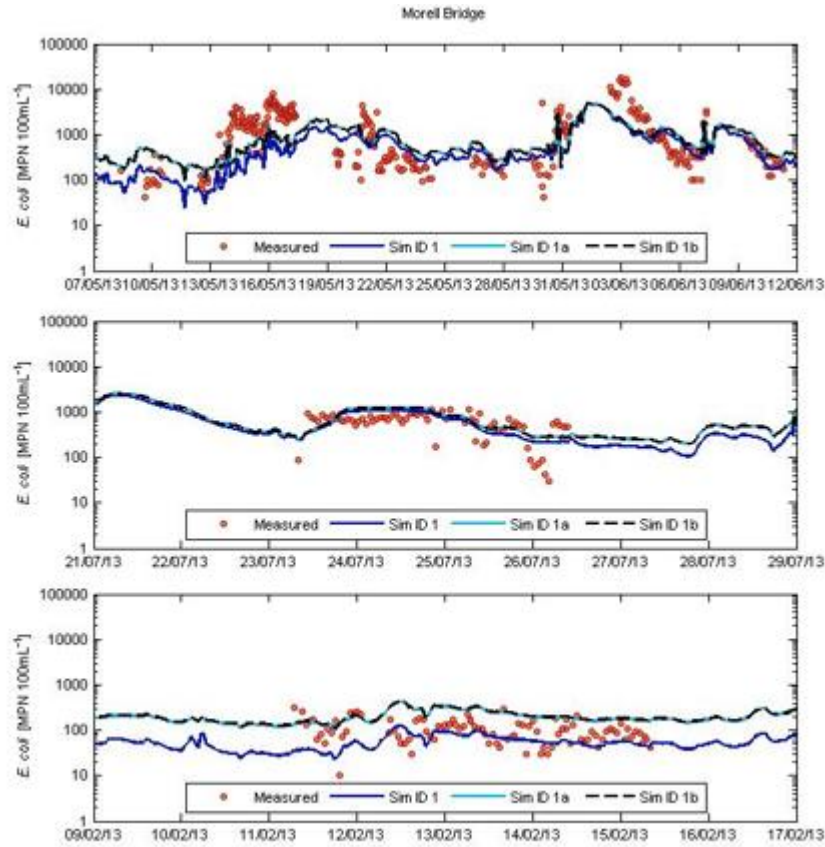 Morell Bridge
100000
10000
1000
100
10
1
E. coli [MPN 100mL⁻¹]
Measured Sim ID 1 Sim ID 1a Sim ID 1b
07/05/13 10/05/13 13/05/13 16/05/13 19/05/13 22/05/13 25/05/13 28/05/13 31/05/13 03/06/13 06/06/13 09/06/13 12/06/13
100000
10000
1000
100
10
1
E. coli [MPN 100mL⁻¹]
Measured Sim ID 1 Sim ID 1a Sim ID 1b
21/07/13 22/07/13 23/07/13 24/07/13 25/07/13 26/07/13 27/07/13 28/07/13 29/07/13
100000
10000
1000
100
10
1
E. coli [MPN 100mL⁻¹]
Measured Sim ID 1 Sim ID 1a Sim ID 1b
09/02/13 10/02/13 11/02/13 12/02/13 13/02/13 14/02/13 15/02/13 16/02/13 17/02/13